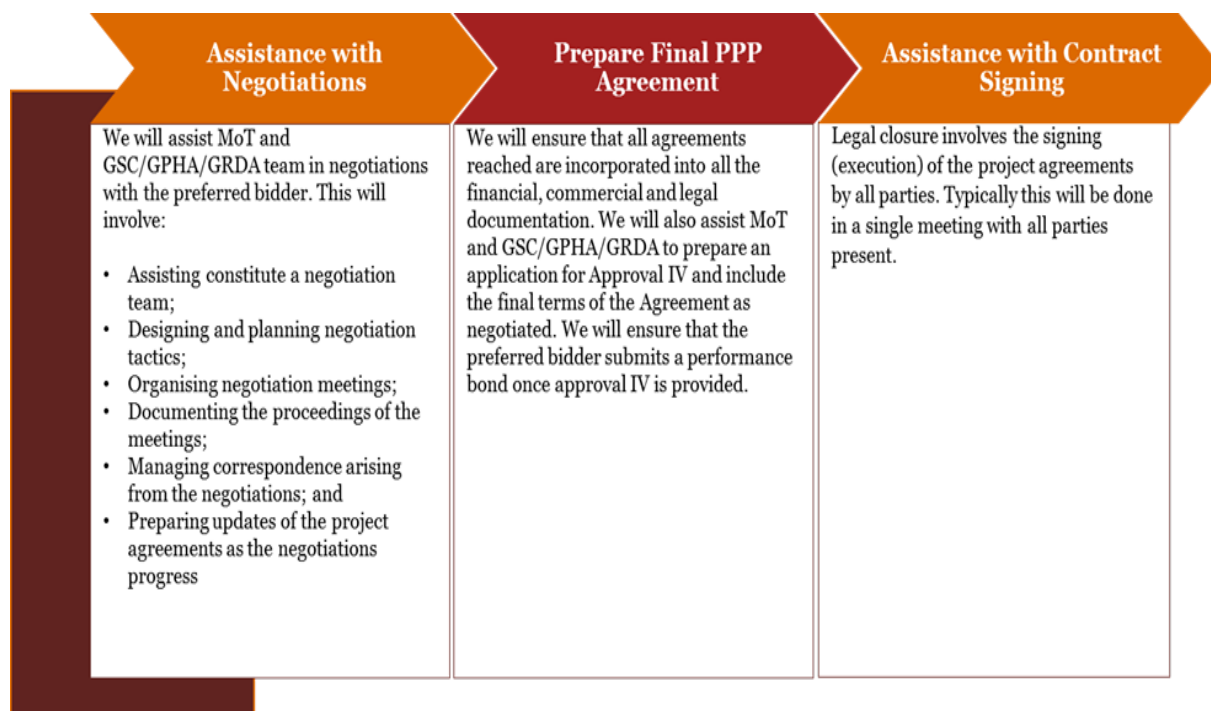 Assistance with
Negotiations
We will assist MoT and
GSC/GPHA/GRDA team in negotiations
with the preferred bidder. This will
involve:
• Assisting constitute a negotiation
team;
• Designing and planning negotiation
tactics;
• Organising negotiation meetings;
• Documenting the proceedings of the
meetings;
• Managing correspondence arising
from the negotiations; and
• Preparing updates of the project
agreements as the negotiations
progress
Prepare Final PPP
Agreement
We will ensure that all agreements
reached are incorporated into all the
financial, commercial and legal
documentation. We will also assist MoT
and GSC/GPHA/GRDA to prepare an
application for Approval IV and include
the final terms of the Agreement as
negotiated. We will ensure that the
preferred bidder submits a performance
bond once approval IV is provided.
Assistance with Contract
Signing
Legal closure involves the signing
(execution) of the project agreements
by all parties. Typically this will be done
in a single meeting with all parties
present.